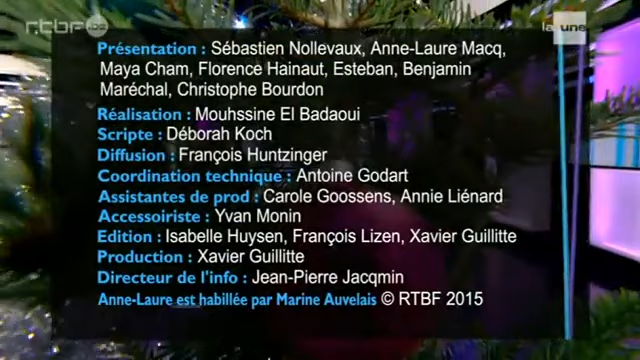 rtbf
la une
Présentation : Sébastien Nollevaux, Anne-Laure Macq,
Maya Cham, Florence Hainaut, Esteban, Benjamin
Maréchal, Christophe Bourdon
Réalisation : Mouhssine El Badaoui
Scripte : Déborah Koch
Diffusion : François Huntzinger
Coordination technique : Antoine Godart
Assistantes de prod : Carole Goossens, Annie Liénard
Accessoiriste : Yvan Monin
Edition : Isabelle Huysen, François Lizen, Xavier Guillitte
Production : Xavier Guillitte
Directeur de l'info : Jean-Pierre Jacqmin
Anne-Laure est habillée par Marine Auvelais © RTBF 2015